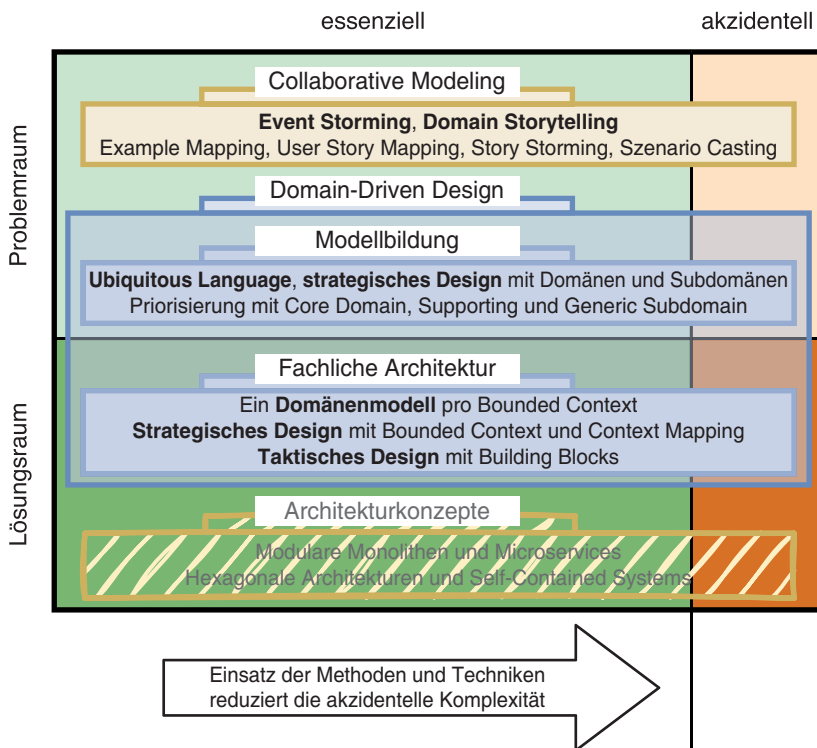 essenziell
akzidentell
Problemraum
Collaborative Modeling
Event Storming, Domain Storytelling
Example Mapping, User Story Mapping, Story Storming, Szenario Casting
Domain-Driven Design
Modellbildung
Ubiquitous Language, strategisches Design mit Domänen und Subdomänen
Priorisierung mit Core Domain, Supporting und Generic Subdomain
Lösungsraum
Fachliche Architektur
Ein Domänenmodell pro Bounded Context
Strategisches Design mit Bounded Context und Context Mapping
Taktisches Design mit Building Blocks
Architekturkonzepte
Modulare Monolithen und Microservices
Hexagonale Architekturen und Self-Contained Systems
Einsatz der Methoden und Techniken
reduziert die akzidentelle Komplexität